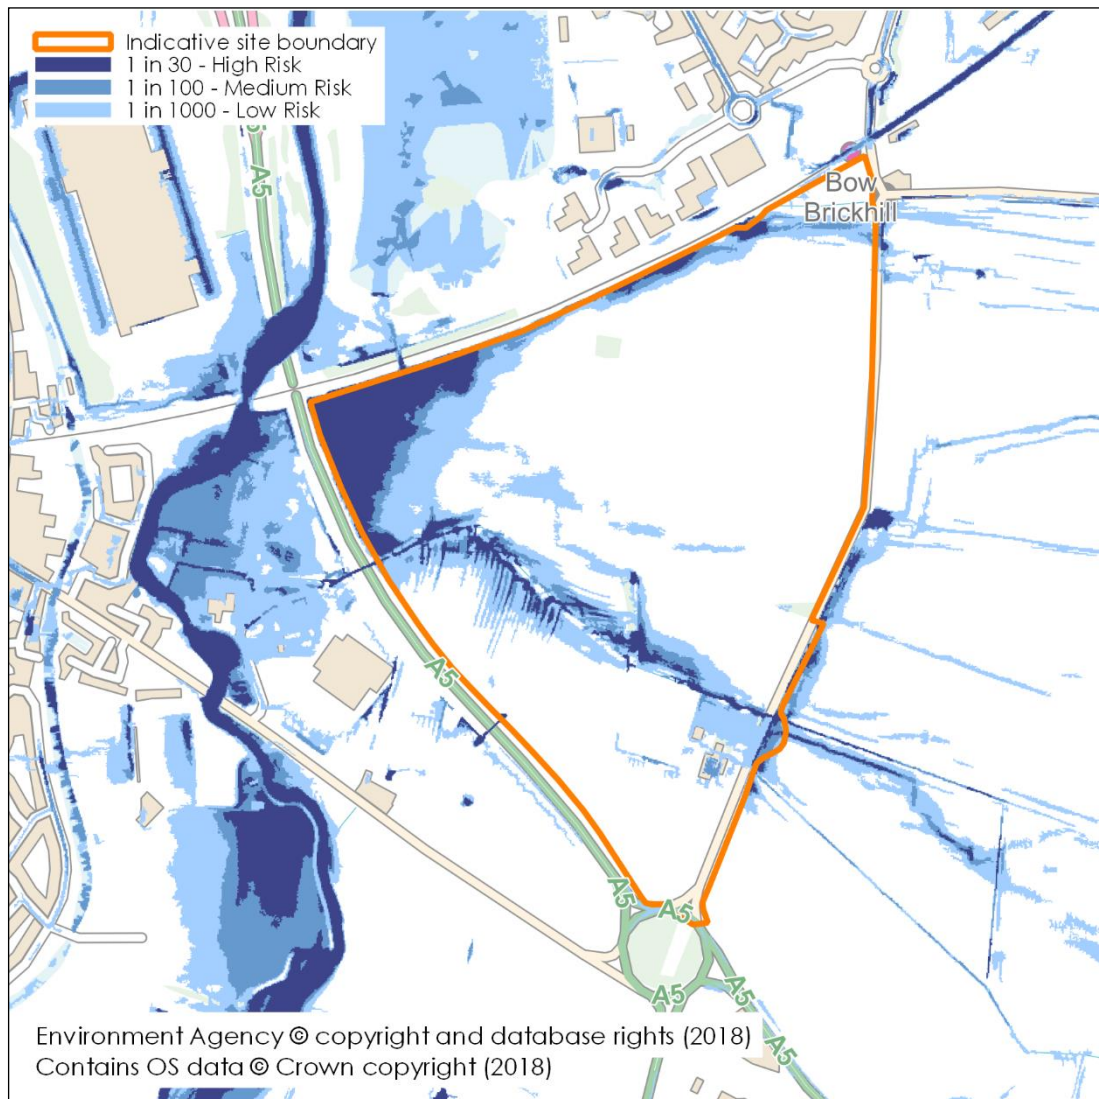 Indicative site boundary
1 in 30 - High Risk
1 in 100 - Medium Risk
1 in 1000 - Low Risk
A5
A5
Bow
Brickhill
A5
A5
A5
A5
A5
A5
Environment Agency © copyright and database rights (2018)
Contains OS data © Crown copyright (2018)